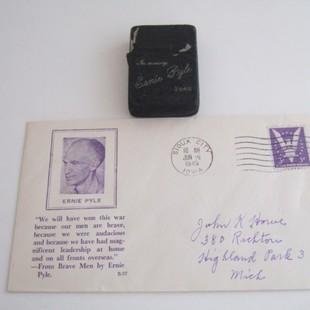 In memory
Ernie Pyle
1945
ERNIE PYLE
"We will have won this war
because our men are brave,
because we were audacious
and because we have had mag-
nificent leadership at home
and on all fronts overseas."
—From Brave Men by Ernie
Pyle.
SIOUX CITY
JUN
1945
IOWA
John K Howe
380 Richton
Highland Park 3
Mich